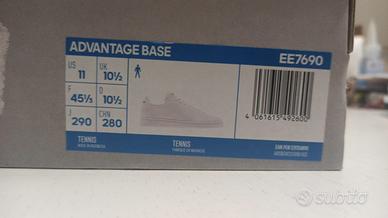 ADVANTAGE BASE EE7690
US UK
11 10½
F D
45⅓ 10½
J CHN
290 280
TENNIS TENNIS
4 061615 492600
subito